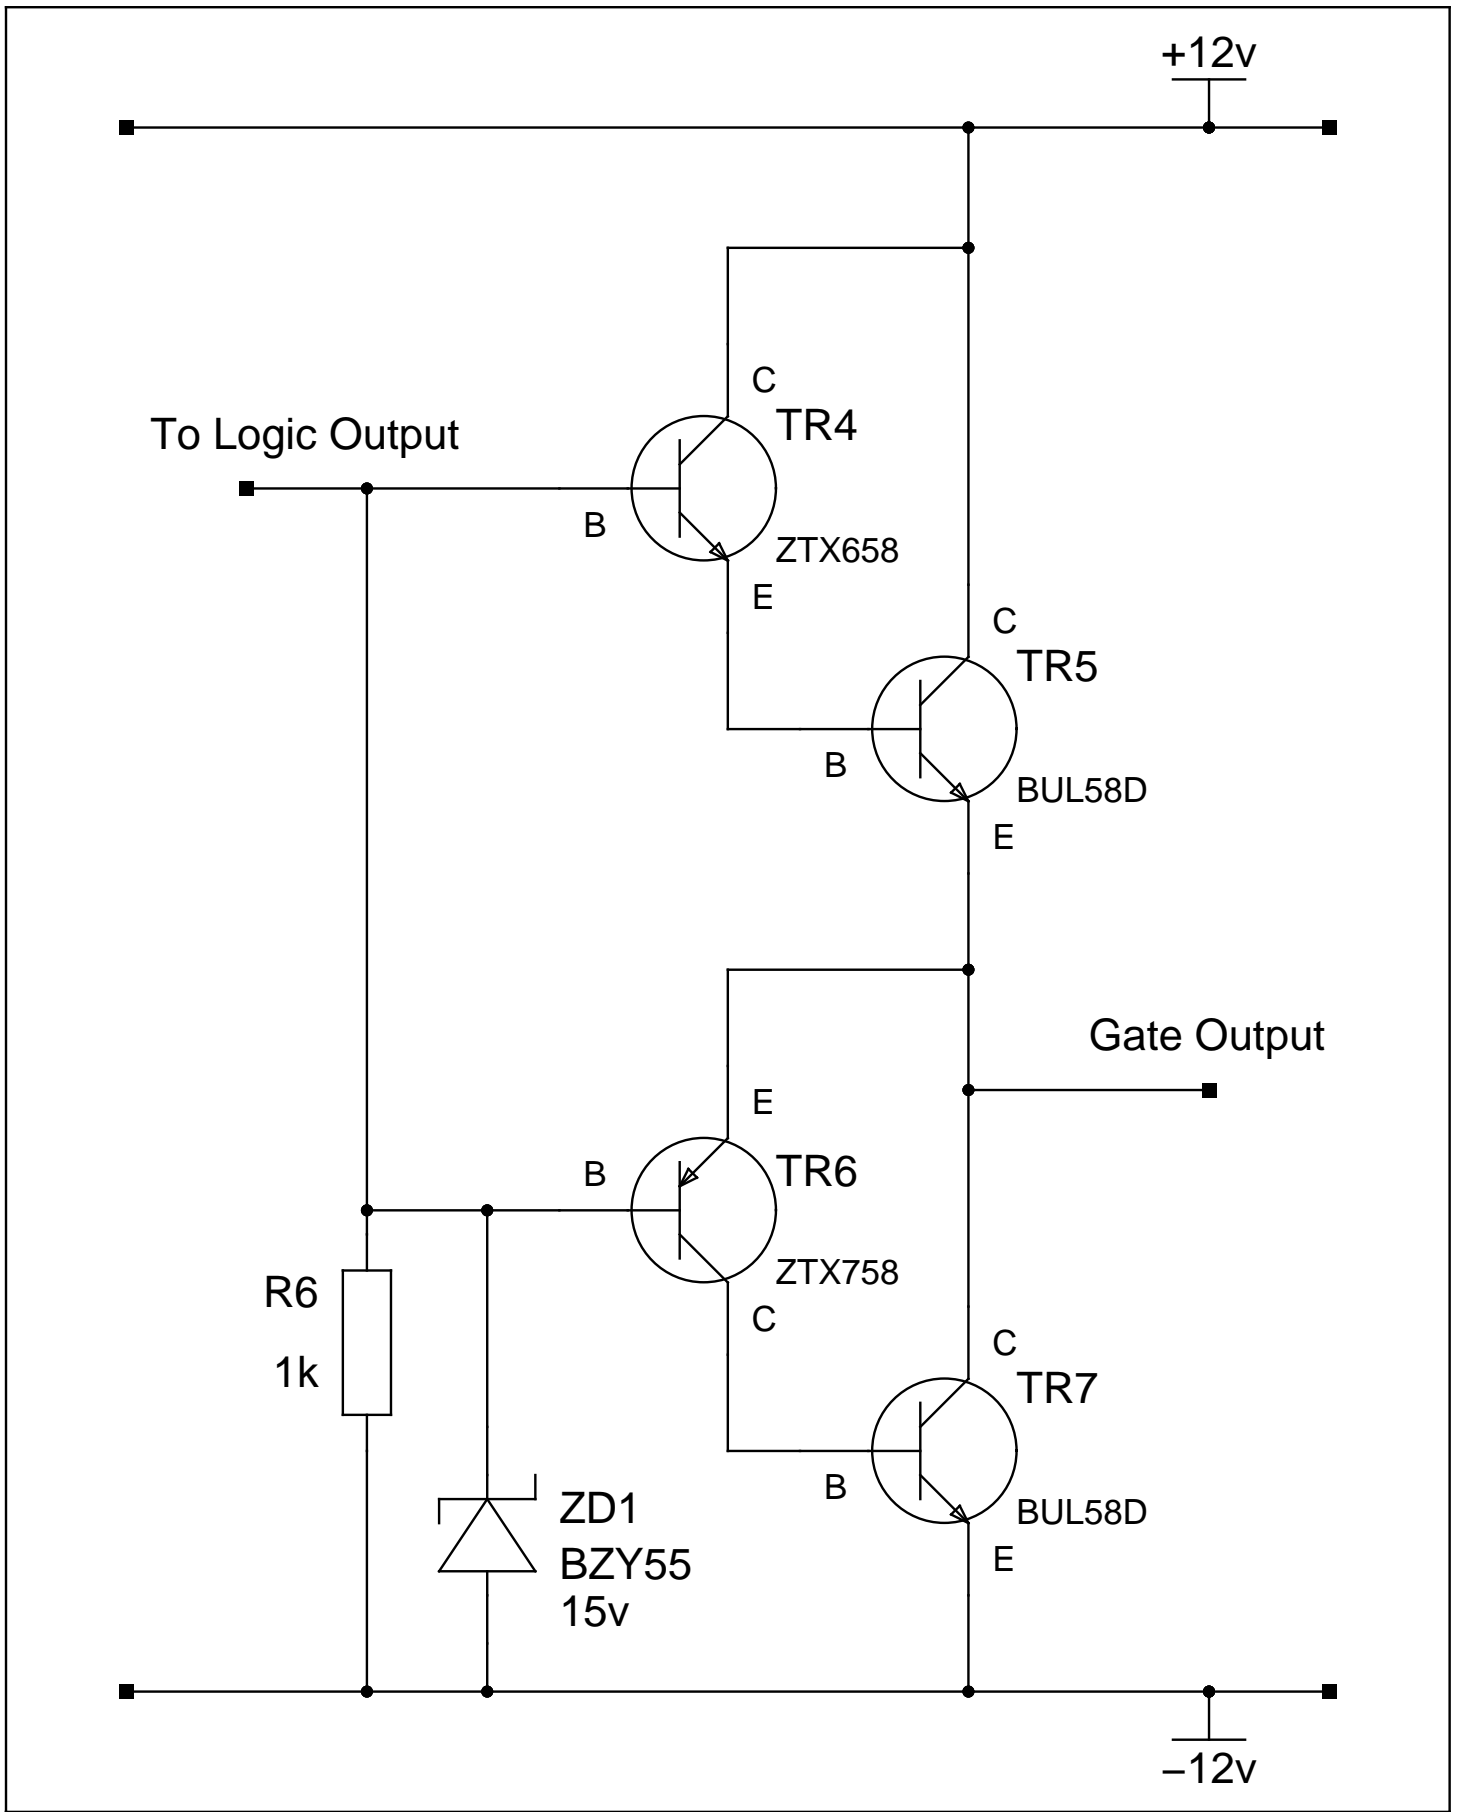 +12v
C
TR4
To Logic Output
B
ZTX658
E
C
TR5
B
BUL58D
E
Gate Output
E
B
TR6
ZTX758
R6
C
1k
C
TR7
B
ZD1
BUL58D
BZY55
E
15v
–12v